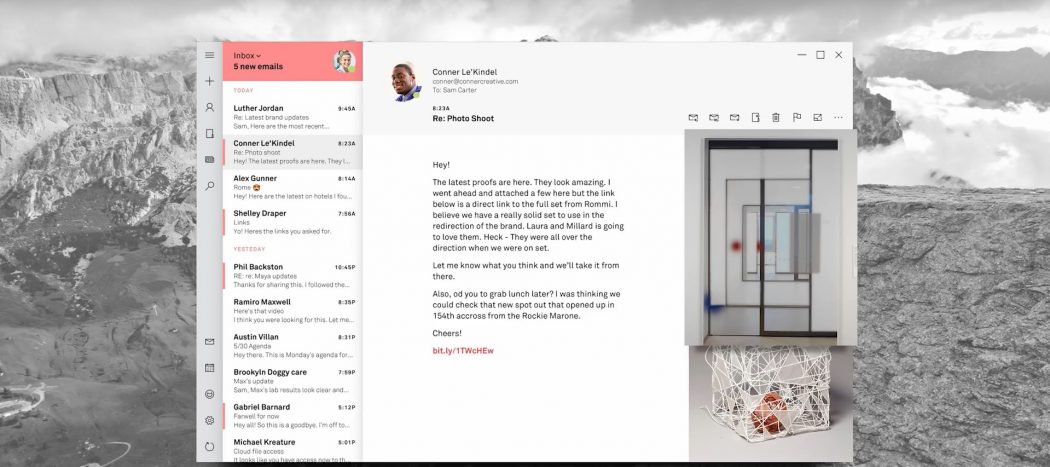 Inbox
5 new emails
TODAY
Luther Jordan 9:45A
Re: Latest brand updates
Sam, Here are the most recent...
Conner Le'Kindel 8:23A
Re: Photo shoot
Hey! The latest proofs are here. They l...
Alex Gunner 8:14A
Rome 😍
Hey! Here are the latest on hotels I fou...
Shelley Draper 7:56A
Links
Yo! Heres the links you asked for.
YESTEDAY
Phil Backston 10:45P
RE: re: Maya updates
Thanks for sharing this. I followed the...
Ramiro Maxwell 8:35P
Here's that video
I think you were looking for this. Let me...
Austin Villan 8:31P
5/30 Agenda
Hey there. This is Monday's agenda for...
BrookyIn Doggy care 7:59P
Max's update
Sam, Max's lab results look clear and...
Gabriel Barnard 5:12P
Farwell for now
Hey all! So this is a goodbye. I'm off to...
Michael Kreature 5:01P
Cloud file access
It looks like you have access now to th...
Conner Le'Kindel
conner@connercreative.com
To: Sam Carter
8:23A
Re: Photo Shoot
Hey!
The latest proofs are here. They look amazing. I
went ahead and attached a few here but the link
below is a direct link to the full set from Rommi. I
believe we have a really solid set to use in the
redirection of the brand. Laura and Millard is going
to love them. Heck - They were all over the
direction when we were on set.
Let me know what you think and we'll take it from
there.
Also, od you to grab lunch later? I was thinking we
could check that new spot out that opened up in
154th accross from the Rockie Marone.
Cheers!
bit.ly/1TWcHEw